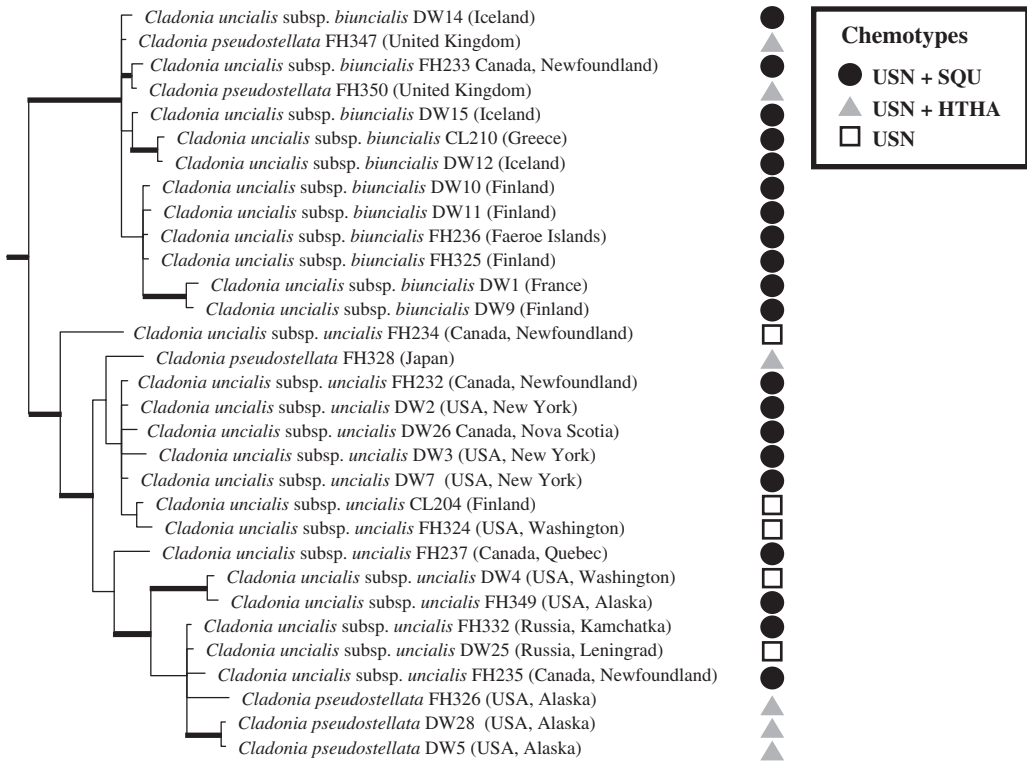 Cladonia uncialis subsp. biuncialis DW14 (Iceland)
Cladonia pseudostellata FH347 (United Kingdom)
Cladonia uncialis subsp. biuncialis FH233 Canada, Newfoundland)
Cladonia pseudostellata FH350 (United Kingdom)
Cladonia uncialis subsp. biuncialis DW15 (Iceland)
Cladonia uncialis subsp. biuncialis CL210 (Greece)
Cladonia uncialis subsp. biuncialis DW12 (Iceland)
Cladonia uncialis subsp. biuncialis DW10 (Finland)
Cladonia uncialis subsp. biuncialis DW11 (Finland)
Cladonia uncialis subsp. biuncialis FH236 (Faeroe Islands)
Cladonia uncialis subsp. biuncialis FH325 (Finland)
Cladonia uncialis subsp. biuncialis DW1 (France)
Cladonia uncialis subsp. biuncialis DW9 (Finland)
Cladonia uncialis subsp. uncialis FH234 (Canada, Newfoundland)
Cladonia pseudostellata FH328 (Japan)
Cladonia uncialis subsp. uncialis FH232 (Canada, Newfoundland)
Cladonia uncialis subsp. uncialis DW2 (USA, New York)
Cladonia uncialis subsp. uncialis DW26 Canada, Nova Scotia)
Cladonia uncialis subsp. uncialis DW3 (USA, New York)
Cladonia uncialis subsp. uncialis DW7 (USA, New York)
Cladonia uncialis subsp. uncialis CL204 (Finland)
Cladonia uncialis subsp. uncialis FH324 (USA, Washington)
Cladonia uncialis subsp. uncialis FH237 (Canada, Quebec)
Cladonia uncialis subsp. uncialis DW4 (USA, Washington)
Cladonia uncialis subsp. uncialis FH349 (USA, Alaska)
Cladonia uncialis subsp. uncialis FH332 (Russia, Kamchatka)
Cladonia uncialis subsp. uncialis DW25 (Russia, Leningrad)
Cladonia uncialis subsp. uncialis FH235 (Canada, Newfoundland)
Cladonia pseudostellata FH326 (USA, Alaska)
Cladonia pseudostellata DW28 (USA, Alaska)
Cladonia pseudostellata DW5 (USA, Alaska)
Chemotypes
USN + SQU
USN + HTHA
USN